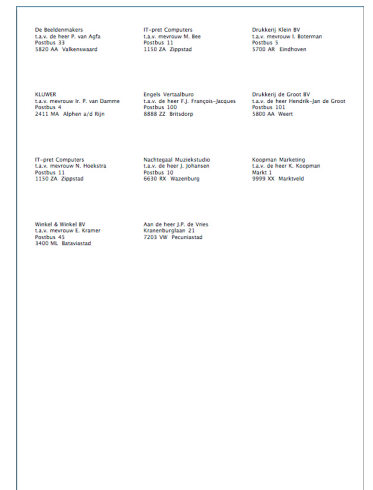 De Beeldenmakers
t.a.v. de heer P. van Agfa
Postbus 33
5820 AA Valkenswaard
IT-pret Computers
t.a.v. mevrouw M. Bee
Postbus 11
1150 ZA Zippstad
Drukkerij Klein BV
t.a.v. mevrouw I. Boterman
Postbus 5
5700 AR Eindhoven
KLUWER
t.a.v. mevrouw Ir. P. van Damme
Postbus 4
2411 MA Alphen a/d Rijn
Engels Vertaalburo
t.a.v. de heer F.J. François-Jacques
Postbus 100
8888 ZZ Britsdorp
Drukkerij de Groot BV
t.a.v. de heer Hendrik-Jan de Groot
Postbus 101
5800 AA Weert
IT-pret Computers
t.a.v. mevrouw N. Hoekstra
Postbus 11
1150 ZA Zippstad
Nachtegaal Muziekstudio
t.a.v. de heer J. Johansen
Postbus 10
6630 RX Wazenburg
Koopman Marketing
t.a.v. de heer K. Koopman
Markt 1
9999 XX Marktveld
Winkel & Winkel BV
t.a.v. mevrouw E. Kramer
Postbus 45
3400 ML Bataviastad
Aan de heer J.P. de Vries
Kranenburglaan 21
7203 VW Pecuniastad